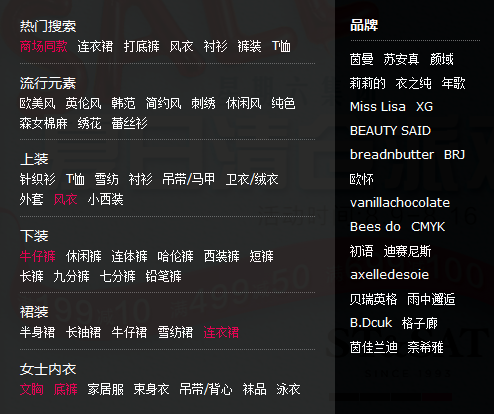 热门搜索
商场同款 连衣裙 打底裤 风衣 衬衫 裤装 T恤
流行元素
欧美风 英伦风 韩范 简约风 刺绣 休闲风 纯色
森女棉麻 绣花 蕾丝衫
上装
针织衫 T恤 雪纺 衬衫 吊带/马甲 卫衣/绒衣
外套 风衣 小西装
下装
牛仔裤 休闲裤 连体裤 哈伦裤 西装裤 短裤
长裤 九分裤 七分裤 铅笔裤
裙装
半身裙 长袖裙 牛仔裙 雪纺裙 连衣裙
女士内衣
文胸 底裤 家居服 束身衣 吊带/背心 袜品 泳衣
品牌
茵曼 苏安真 颜域
莉莉的 衣之纯 年歌
Miss Lisa XG
BEAUTY SAID
breadnbutter BRJ
欧怀
vanillachocolate
Bees do CMYK
初语 迪赛尼斯
axelledesoie
贝瑞英格 雨中邂逅
B.Dcuk 格子廊
茵佳兰迪 奈希雅